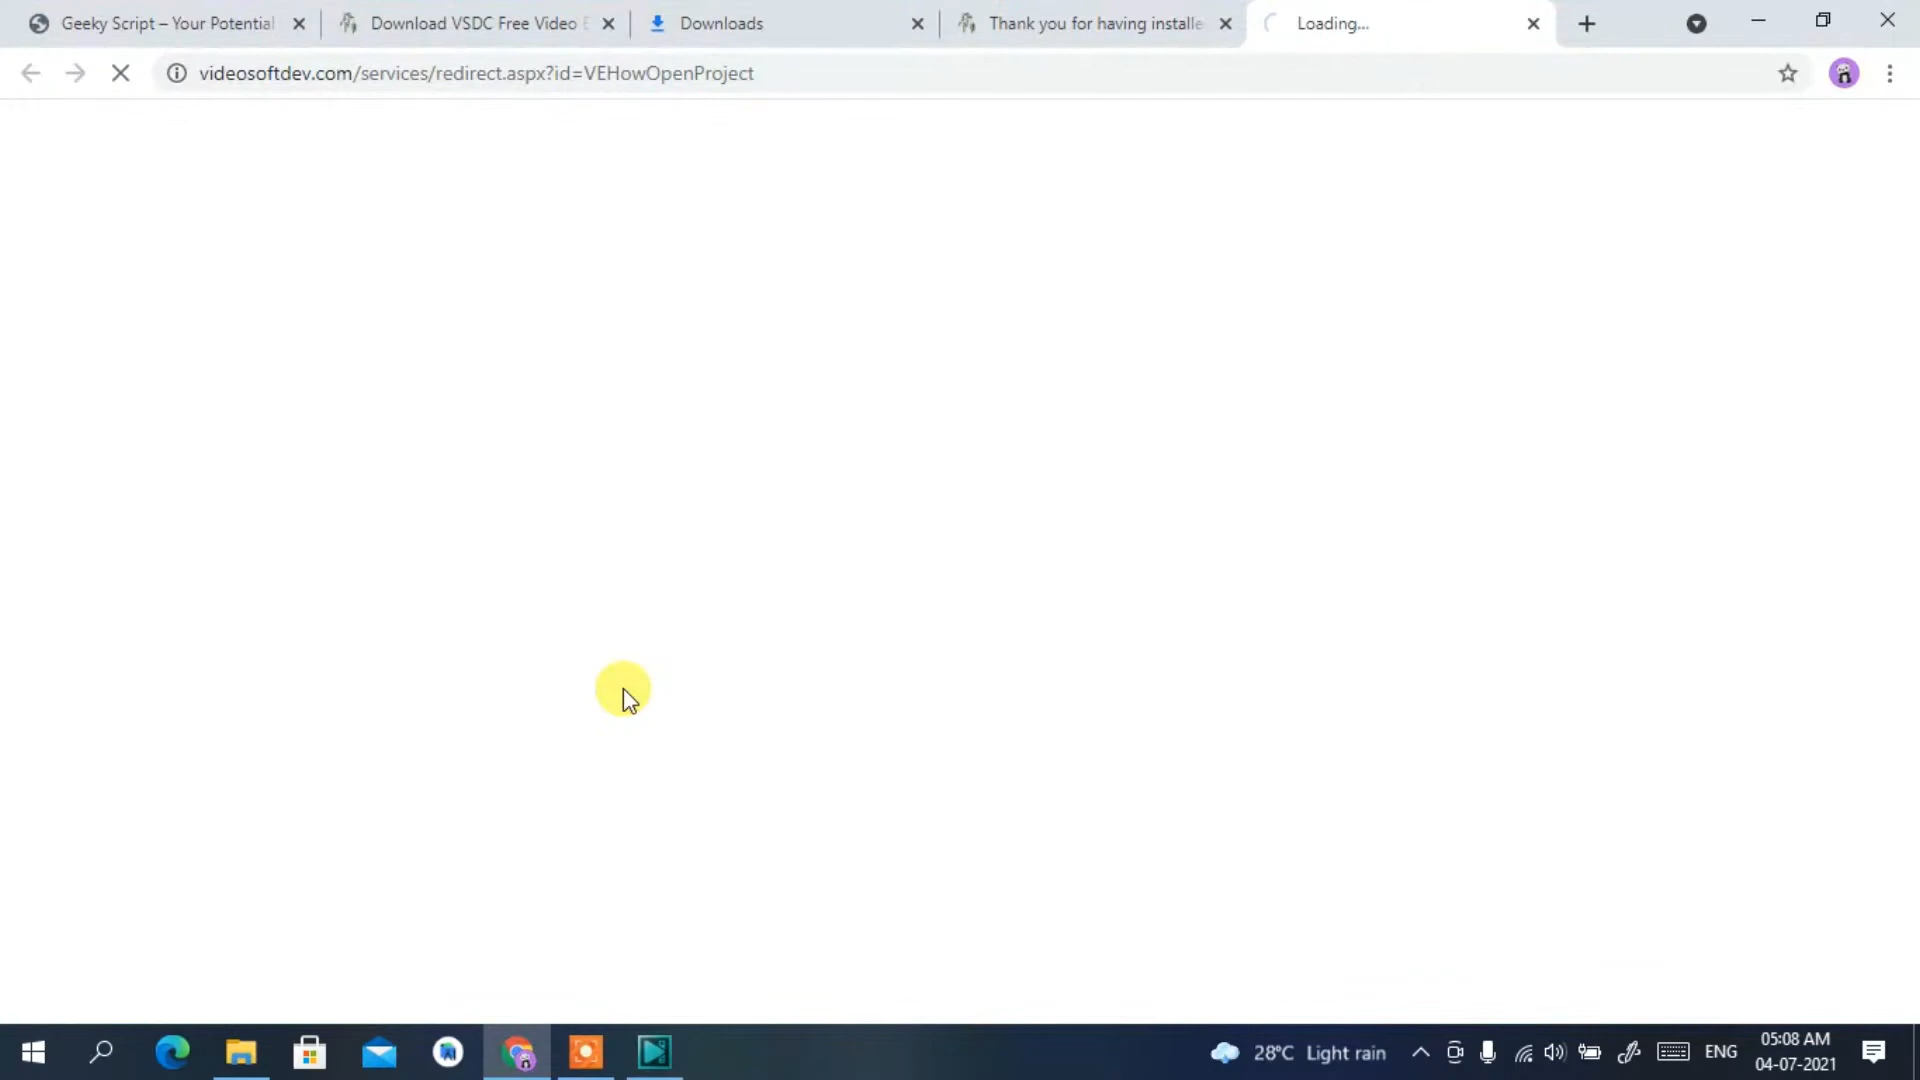 Geeky Script – Your Potential
Download VSDC Free Video E
Downloads
Thank you for having installe
Loading...
videosoftdev.com/services/redirect.aspx?id=VEHowOpenProject
28°C Light rain
ENG
05:08 AM
04-07-2021